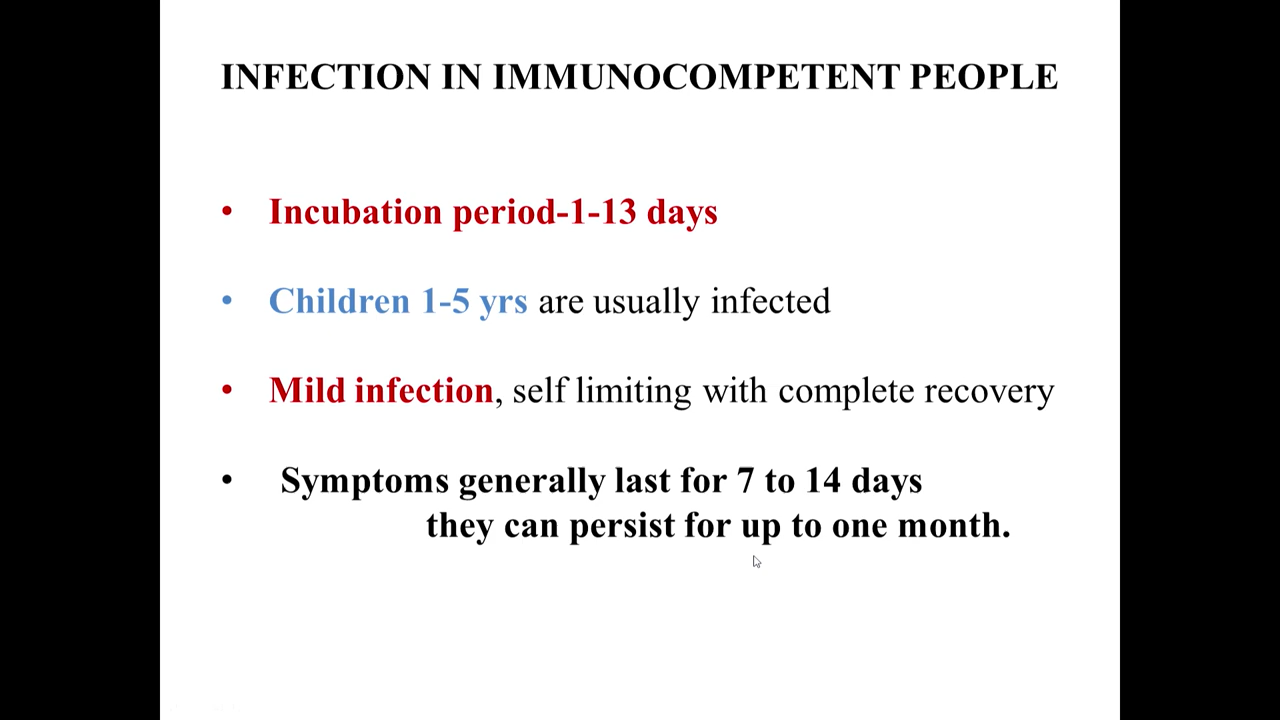 INFECTION IN IMMUNOCOMPETENT PEOPLE
• Incubation period-1-13 days
• Children 1-5 yrs are usually infected
• Mild infection, self limiting with complete recovery
• Symptoms generally last for 7 to 14 days
they can persist for up to one month.